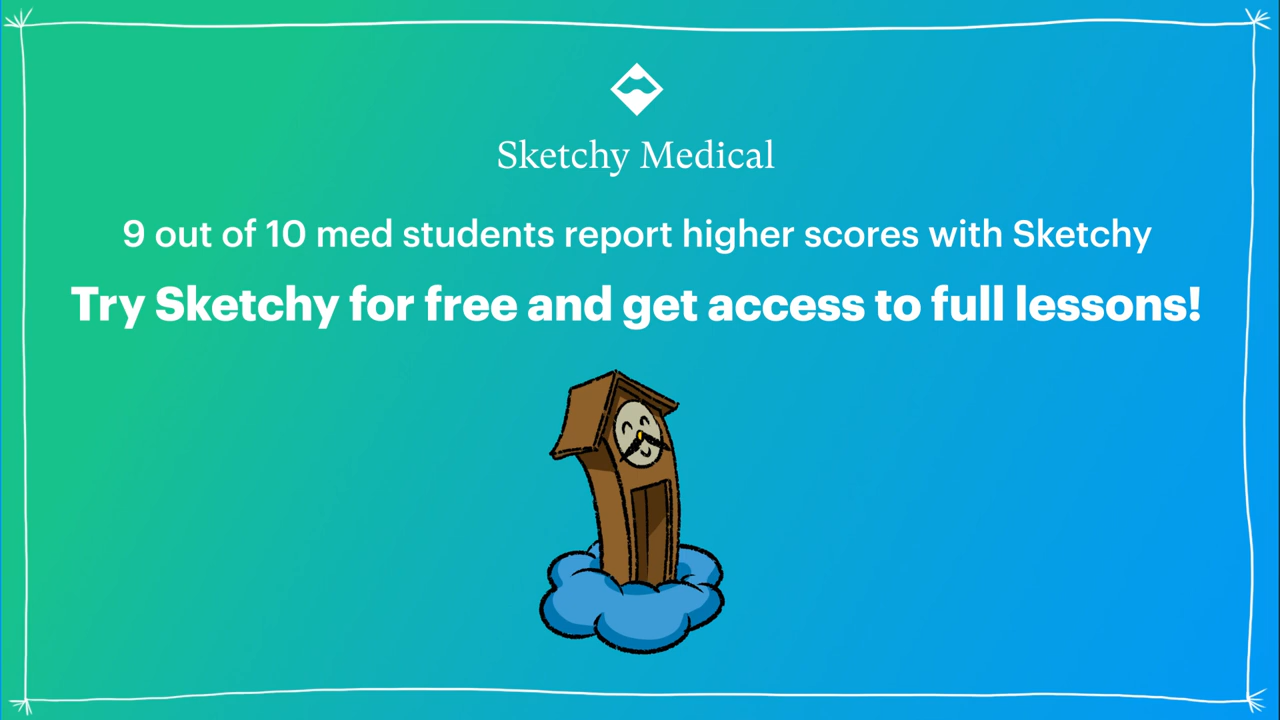 Sketchy Medical
9 out of 10 med students report higher scores with Sketchy
Try Sketchy for free and get access to full lessons!